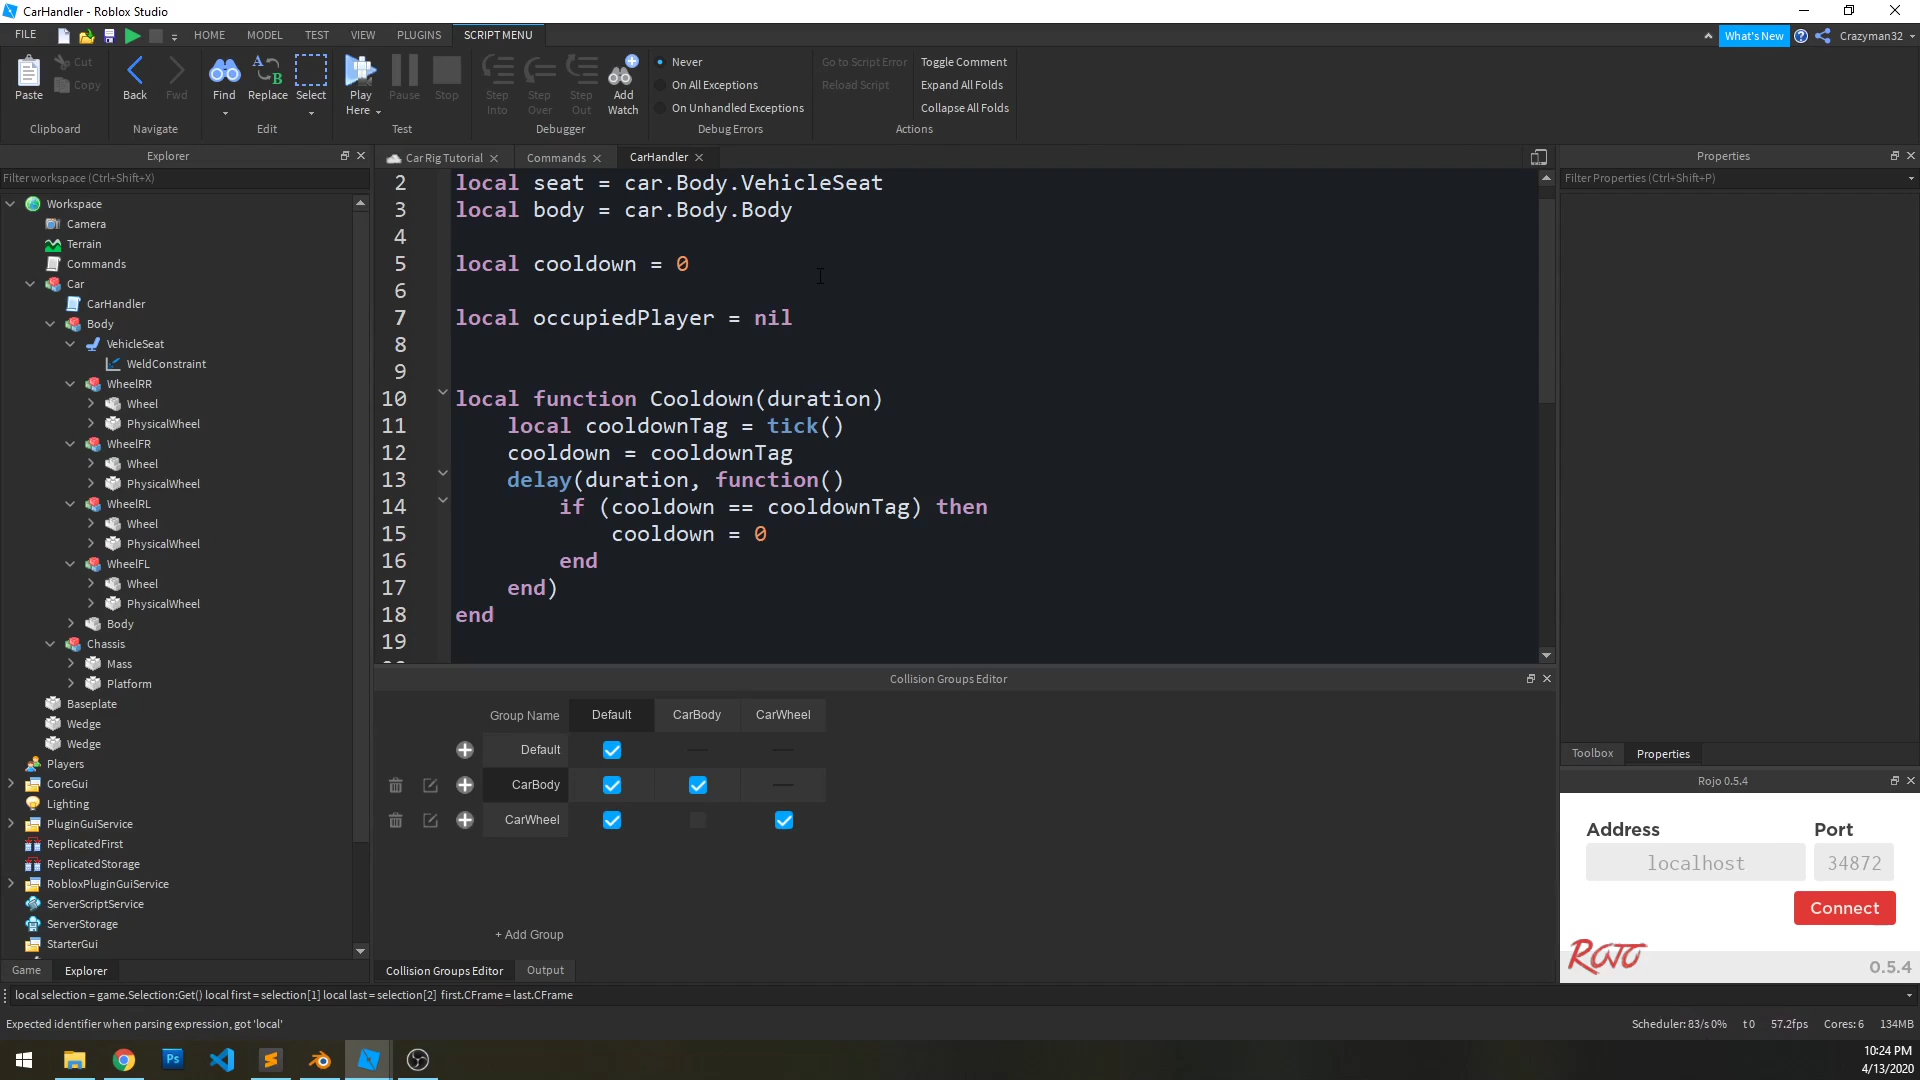 CarHandler - Roblox Studio
FILE
HOME
MODEL
TEST
VIEW
PLUGINS
SCRIPT MENU
What's New
Crazyman32
Paste
Cut
Copy
Clipboard
Back
Fwd
Navigate
Find
Replace
Select
Edit
Play
Here
Pause
Stop
Test
Step
Into
Step
Over
Step
Out
Add
Watch
Debugger
Never
On All Exceptions
On Unhandled Exceptions
Debug Errors
Go to Script Error
Reload Script
Toggle Comment
Expand All Folds
Collapse All Folds
Actions
Explorer
Filter workspace (Ctrl+Shift+X)
Workspace
Camera
Terrain
Commands
Car
CarHandler
Body
VehicleSeat
WeldConstraint
WheelRR
Wheel
PhysicalWheel
WheelFR
Wheel
PhysicalWheel
WheelRL
Wheel
PhysicalWheel
WheelFL
Wheel
PhysicalWheel
Body
Chassis
Mass
Platform
Baseplate
Wedge
Wedge
Players
CoreGui
Lighting
PluginGuiService
ReplicatedFirst
ReplicatedStorage
RobloxPluginGuiService
ServerScriptService
ServerStorage
StarterGui
Game
Explorer
Car Rig Tutorial
Commands
CarHandler
2 local seat = car.Body.VehicleSeat
3 local body = car.Body.Body
4
5 local cooldown = 0
6
7 local occupiedPlayer = nil
8
9
10 local function Cooldown(duration)
11 local cooldownTag = tick()
12 cooldown = cooldownTag
13 delay(duration, function()
14 if (cooldown == cooldownTag) then
15 cooldown = 0
16 end
17 end)
18 end
19
Collision Groups Editor
Group Name Default CarBody CarWheel
Default
CarBody
CarWheel
+ Add Group
Collision Groups Editor
Output
Properties
Filter Properties (Ctrl+Shift+P)
Toolbox
Properties
Rojo 0.5.4
Address
Port
localhost
34872
Connect
ROJO
0.5.4
local selection = game.Selection:Get() local first = selection[1] local last = selection[2] first.CFrame = last.CFrame
Expected identifier when parsing expression, got 'local'
Scheduler: 83/s 0%
t 0
57.2fps
Cores: 6
134MB
Ps
10:24 PM
4/13/2020